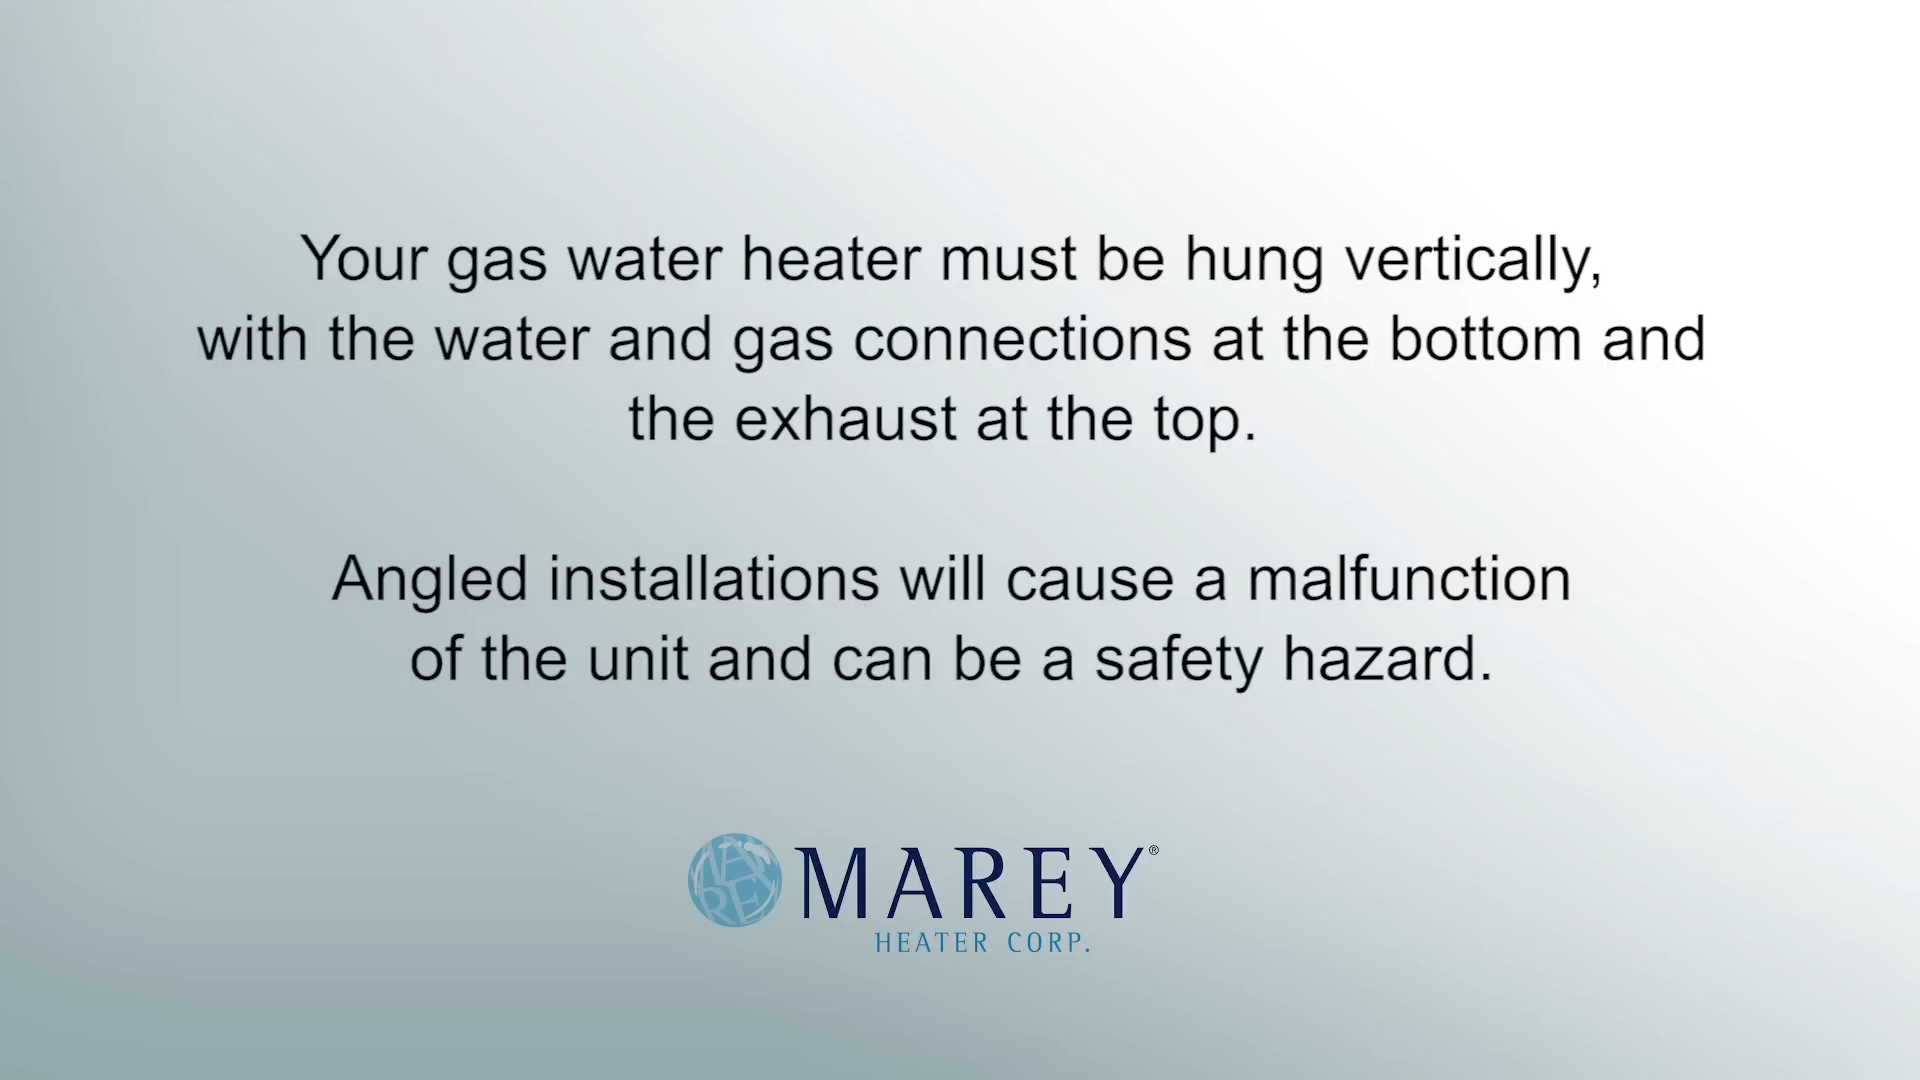 Your gas water heater must be hung vertically,
with the water and gas connections at the bottom and
the exhaust at the top.
Angled installations will cause a malfunction
of the unit and can be a safety hazard.
MAREY®
HEATER CORP.